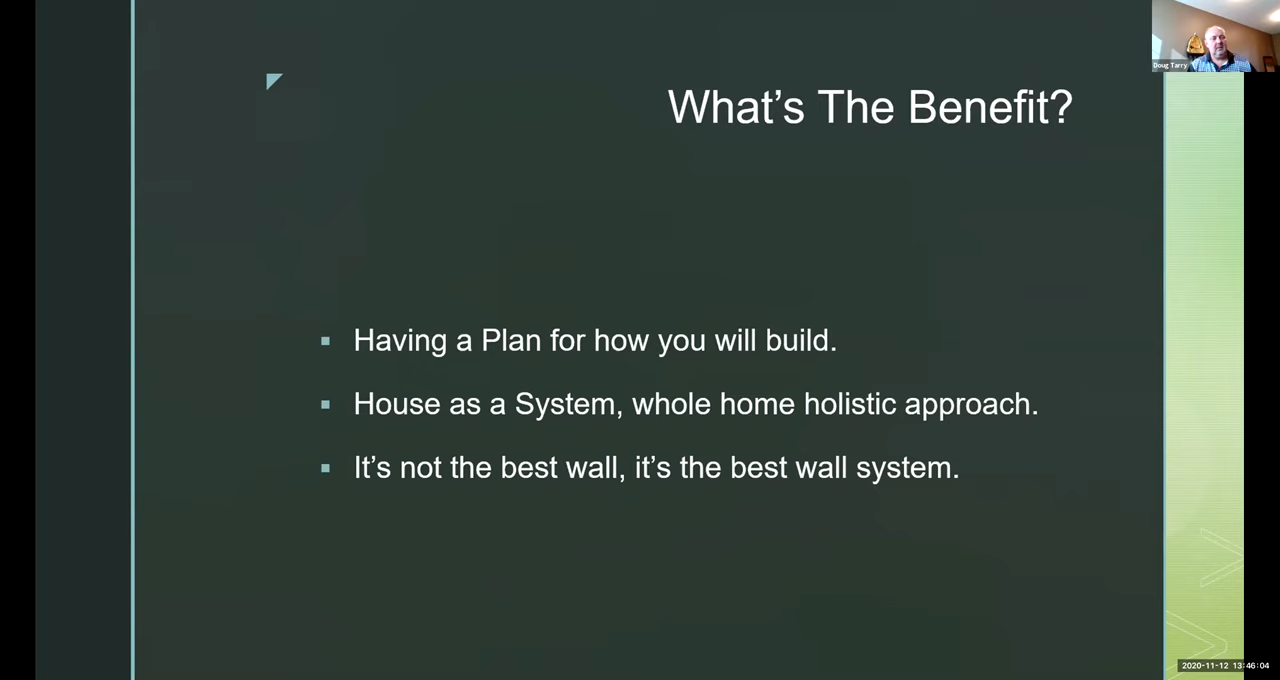 Doug Tarry
What's The Benefit?
Having a Plan for how you will build.
House as a System, whole home holistic approach.
It's not the best wall, it's the best wall system.
2020-11-12 13:46:04